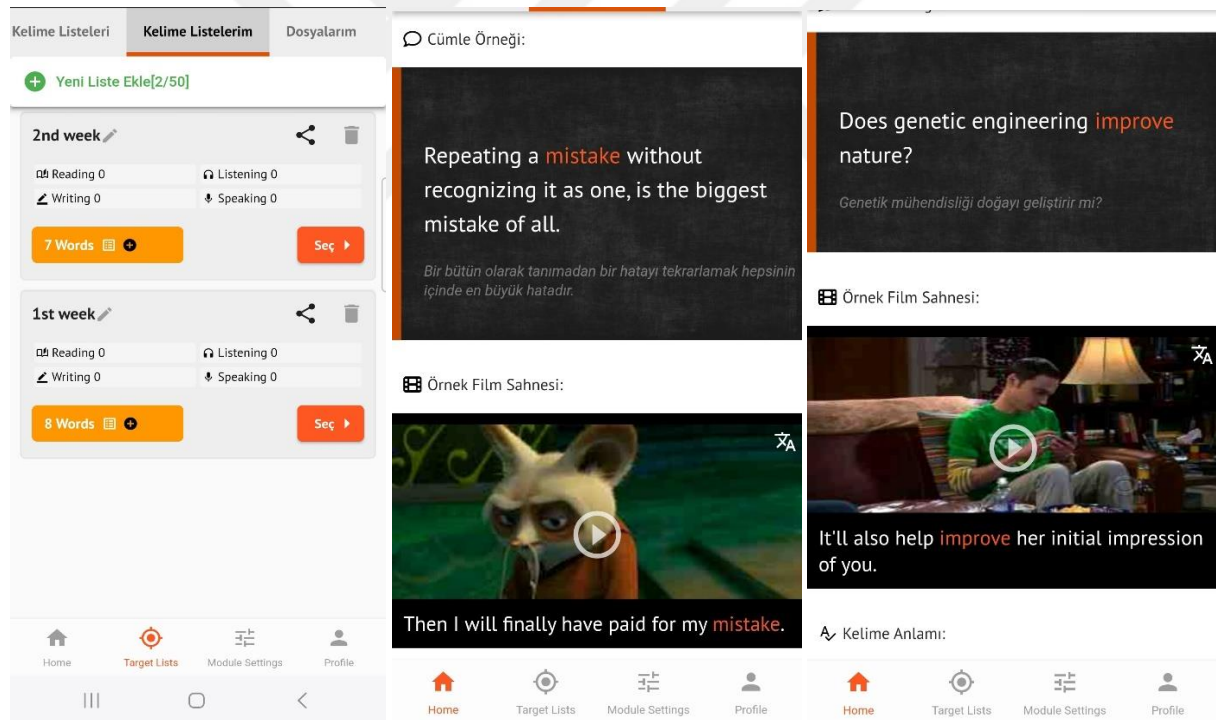 Kelime Listeleri Kelime Listelerim Dosyalarım
Yeni Liste Ekle[2/50]
2nd week
Reading 0 Listening 0
Writing 0 Speaking 0
7 Words Seç
1st week
Reading 0 Listening 0
Writing 0 Speaking 0
8 Words Seç
Home Target Lists Module Settings Profile
Cümle Örneği:
Repeating a mistake without
recognizing it as one, is the biggest
mistake of all.
Bir bütün olarak tanımadan bir hatayı tekrarlamak hepsinin
içinde en büyük hatadır.
Örnek Film Sahnesi:
Then I will finally have paid for my mistake.
Home Target Lists Module Settings Profile
Does genetic engineering improve
nature?
Genetik mühendisliği doğayı geliştirir mi?
Örnek Film Sahnesi:
It'll also help improve her initial impression
of you.
Kelime Anlamı:
Home Target Lists Module Settings Profile